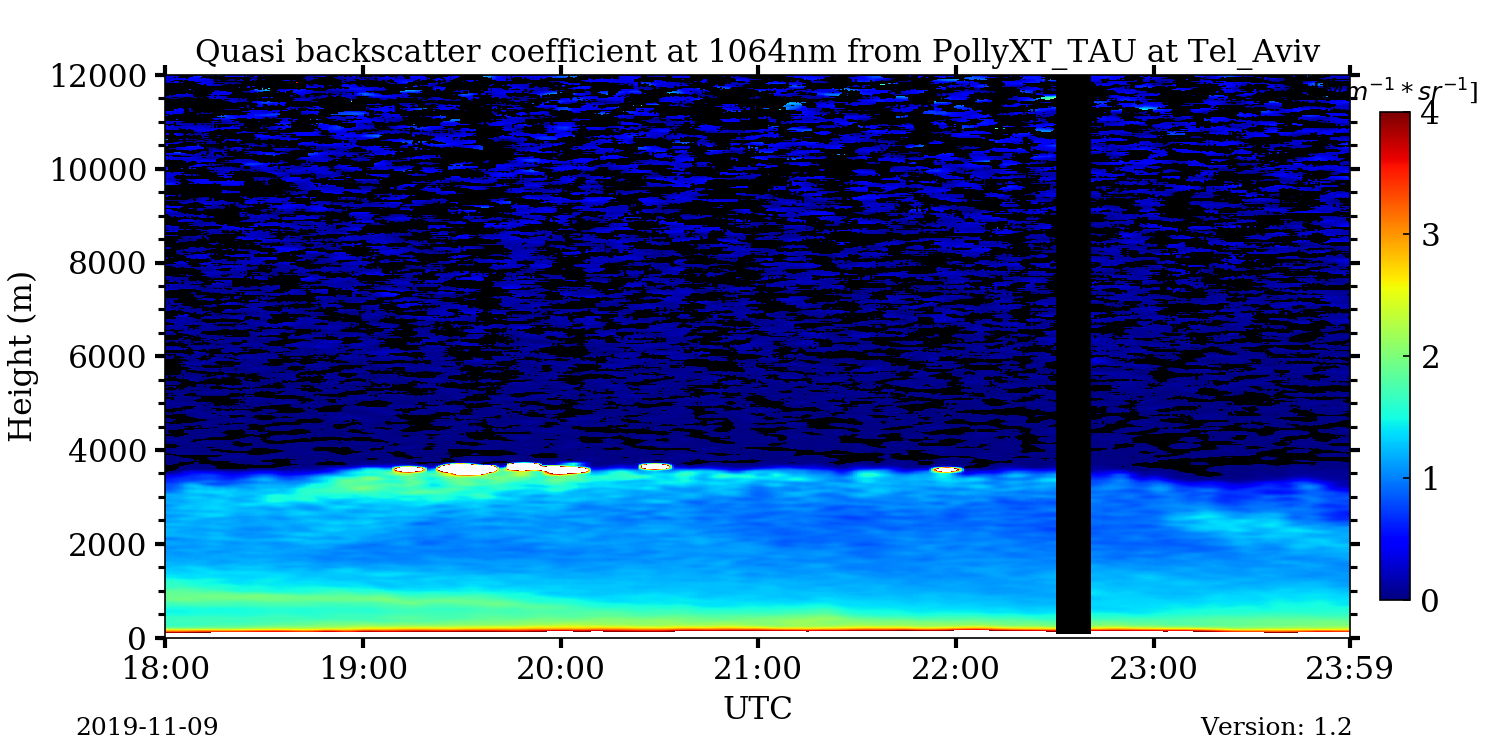 Quasi backscatter coefficient at 1064nm from PollyXT_TAU at Tel_Aviv
m⁻¹ * sr⁻¹]
Height (m)
12000
10000
8000
6000
4000
2000
0
4
3
2
1
0
18:00 19:00 20:00 21:00 22:00 23:00 23:59
UTC
2019-11-09
Version: 1.2